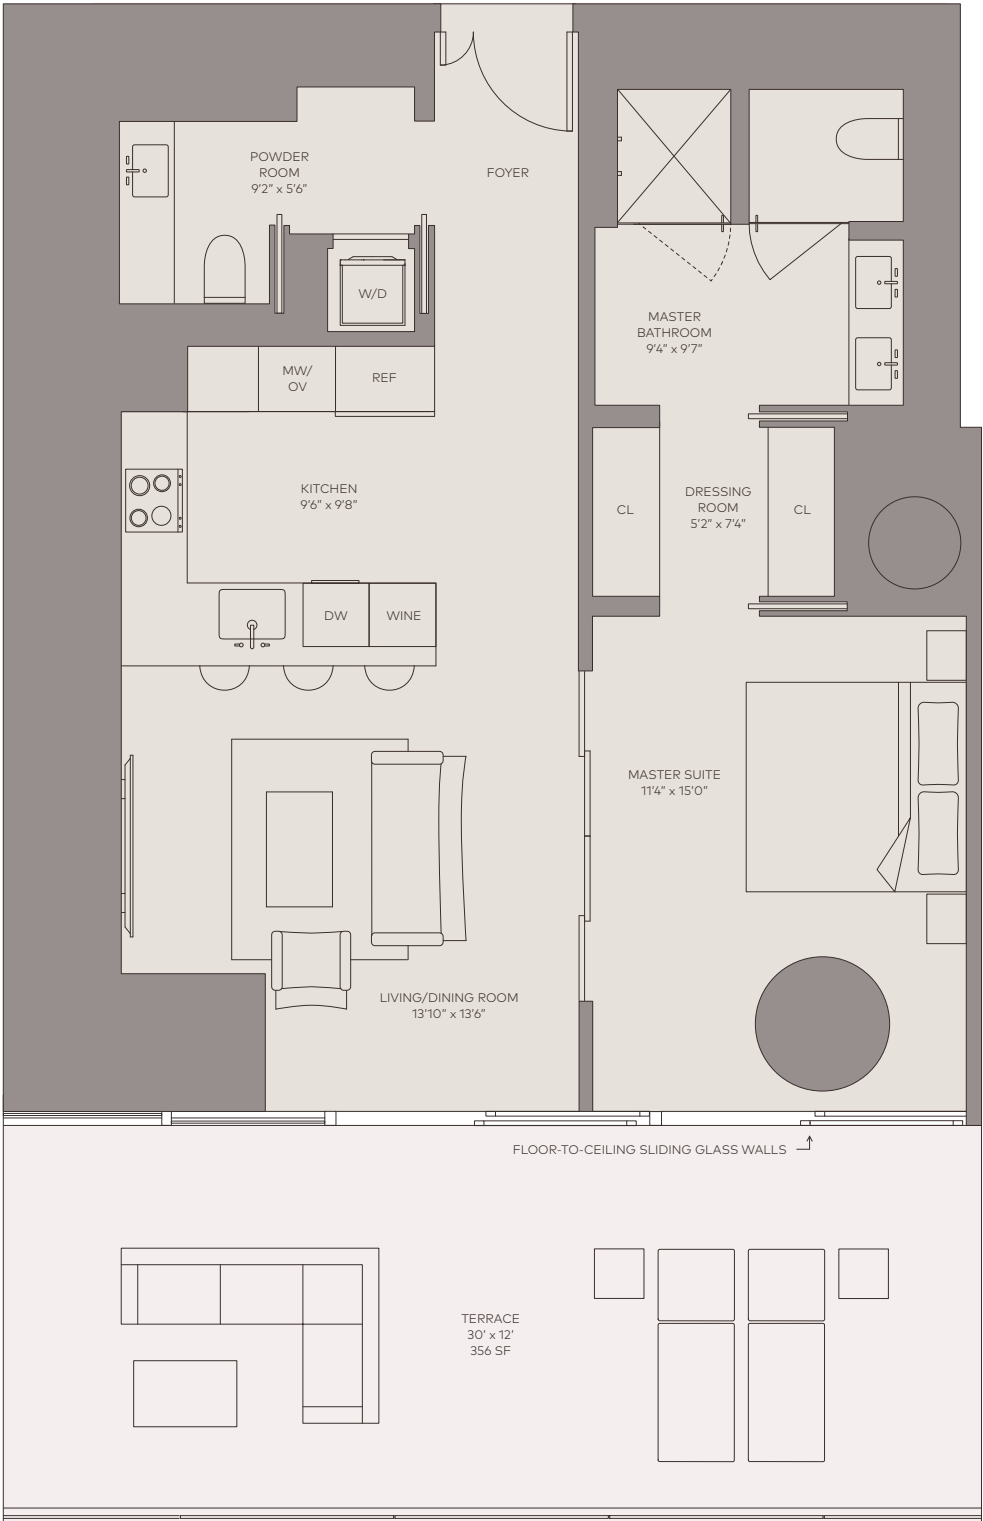 POWDER
ROOM
9'2" x 5'6"
FOYER
W/D
MW/
OV
REF
MASTER
BATHROOM
9'4" x 9'7"
KITCHEN
9'6" x 9'8"
CL
DRESSING
ROOM
5'2" x 7'4"
CL
DW
WINE
MASTER SUITE
11'4" x 15'0"
LIVING/DINING ROOM
13'10" x 13'6"
FLOOR-TO-CEILING SLIDING GLASS WALLS
TERRACE
30' x 12'
356 SF